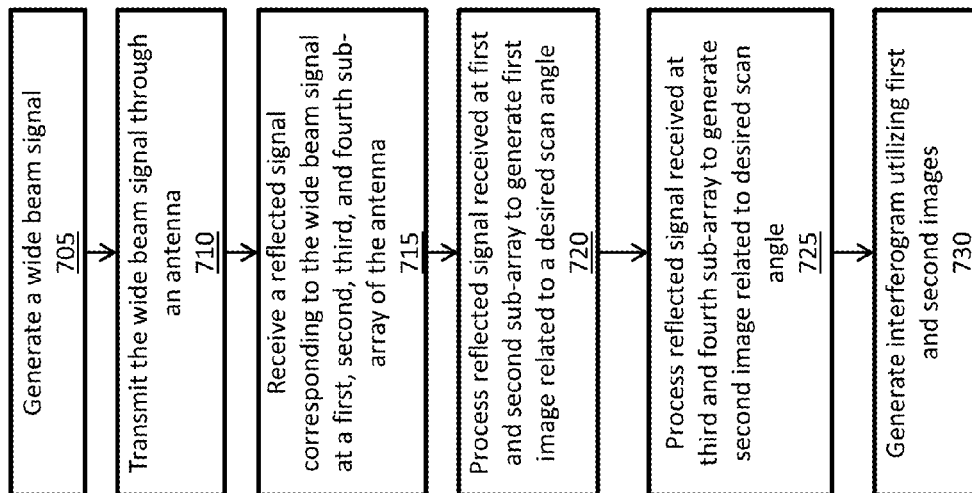 Generate a wide beam signal
705
Transmit the wide beam signal through
an antenna
710
Receive a reflected signal
corresponding to the wide beam signal
at a first, second, third, and fourth sub-
array of the antenna
715
Process reflected signal received at first
and second sub-array to generate first
image related to a desired scan angle
720
Process reflected signal received at
third and fourth sub-array to generate
second image related to desired scan
angle
725
Generate interferogram utilizing first
and second images
730